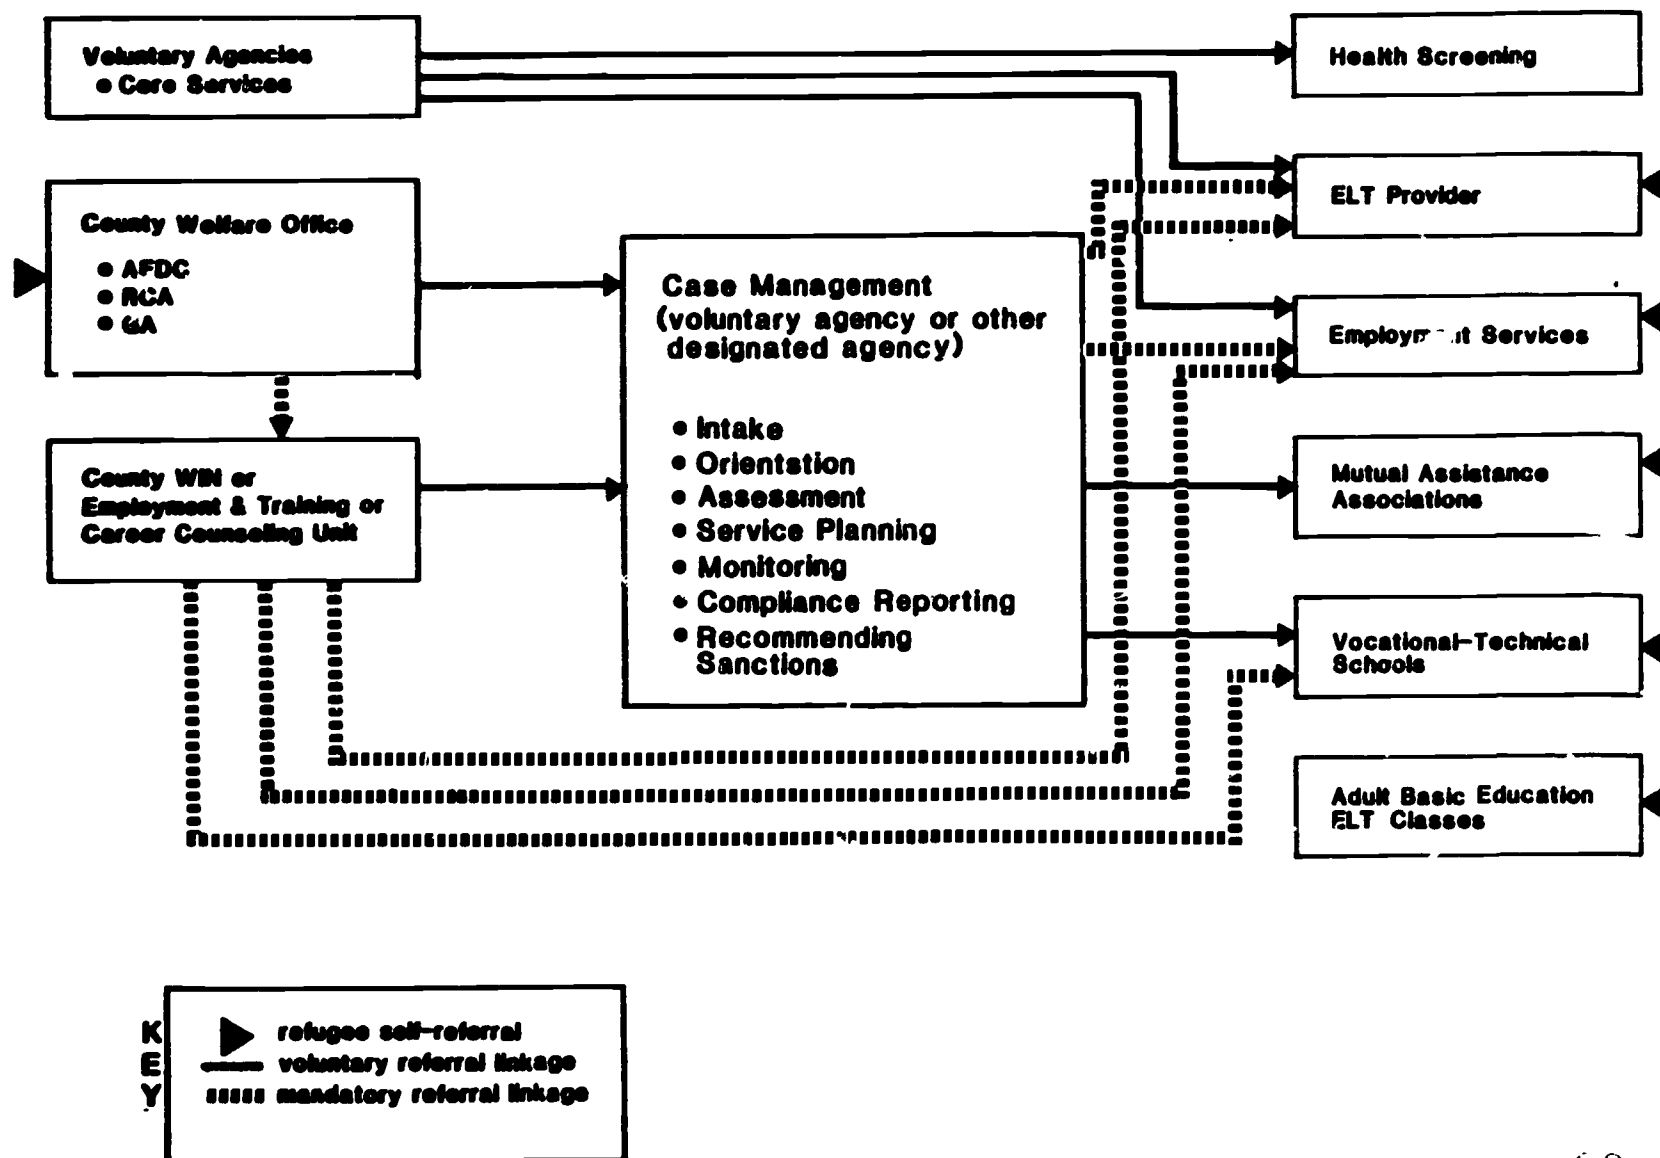 Voluntary Agencies
● Core Services
Health Screening
ELT Provider
County Welfare Office
● AFDC
● RCA
● GA
Case Management
(voluntary agency or other
designated agency)
● Intake
● Orientation
● Assessment
● Service Planning
● Monitoring
● Compliance Reporting
● Recommending
Sanctions
Services
County WIN or
Employment & Training or
Career Counseling Unit
Mutual Assistance
Associations
Vocational-Technical
Schools
Adult Basic Education
ELT Classes
KEY
refugee self-referral
voluntary referral linkage
mandatory referral linkage